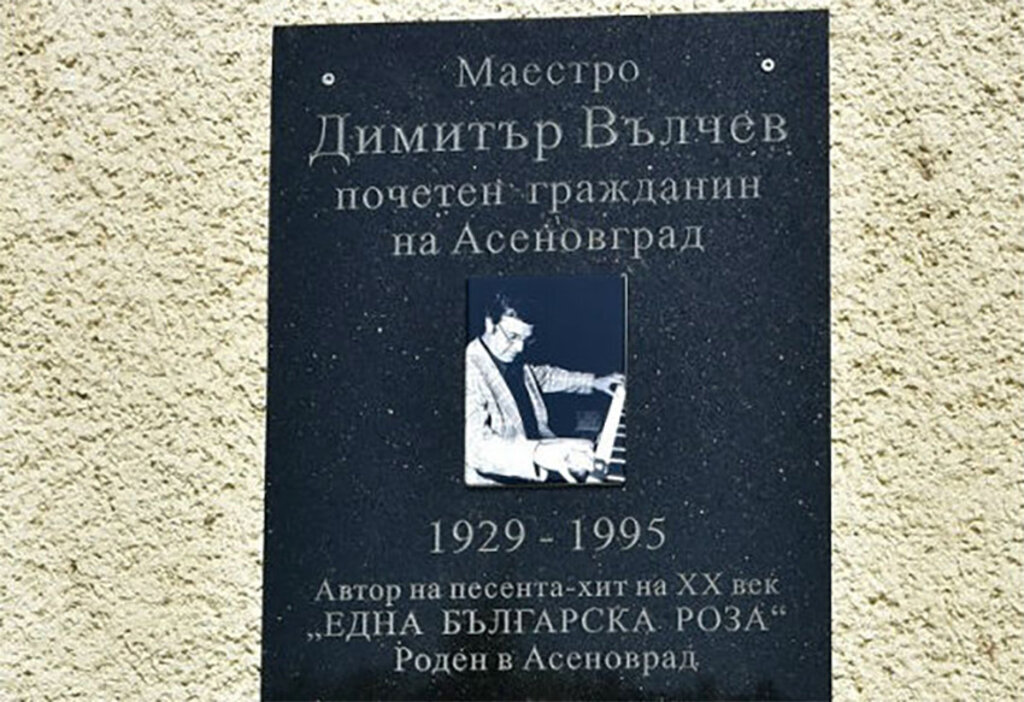 Маестро
Димитър Вълчев
почетен гражданин
на Асеновград
1929 - 1995
Автор на песента-хит на XX век
„ЕДНА БЪЛГАРСКА РОЗА“
Роден в Асеноврад